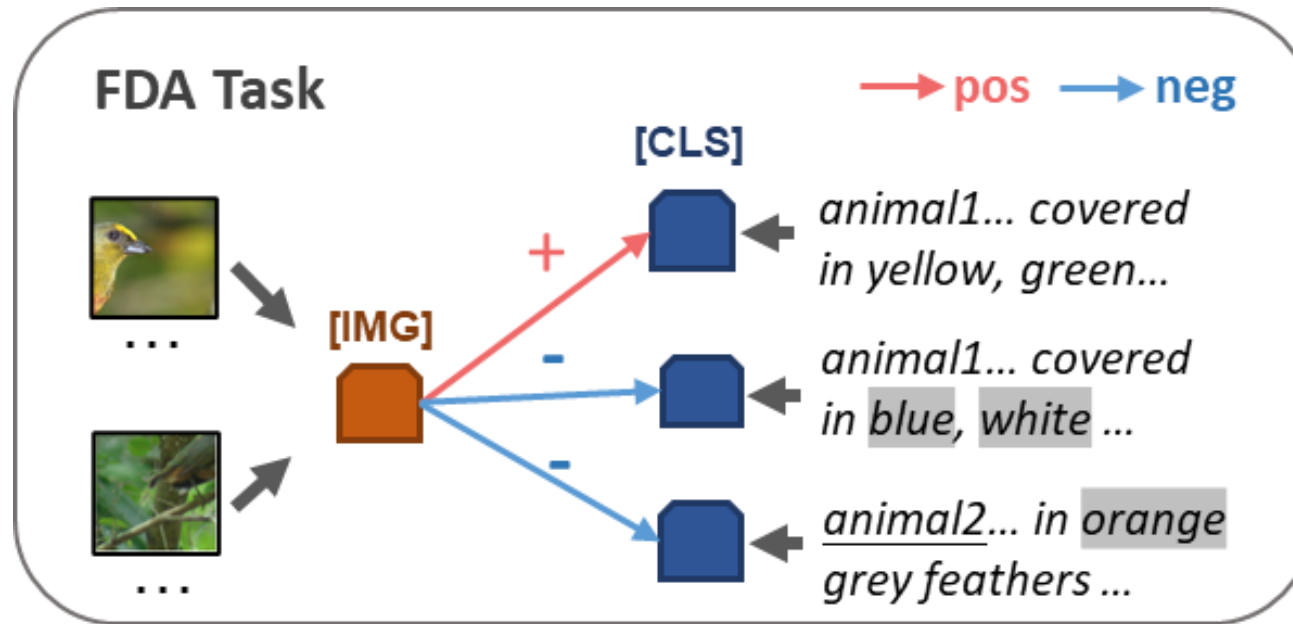 FDA Task
pos
neg
[CLS]
animal1... covered
in yellow, green...
+
...
[IMG]
-
animal1... covered
in blue, white ...
-
animal2... in orange
grey feathers ...
...